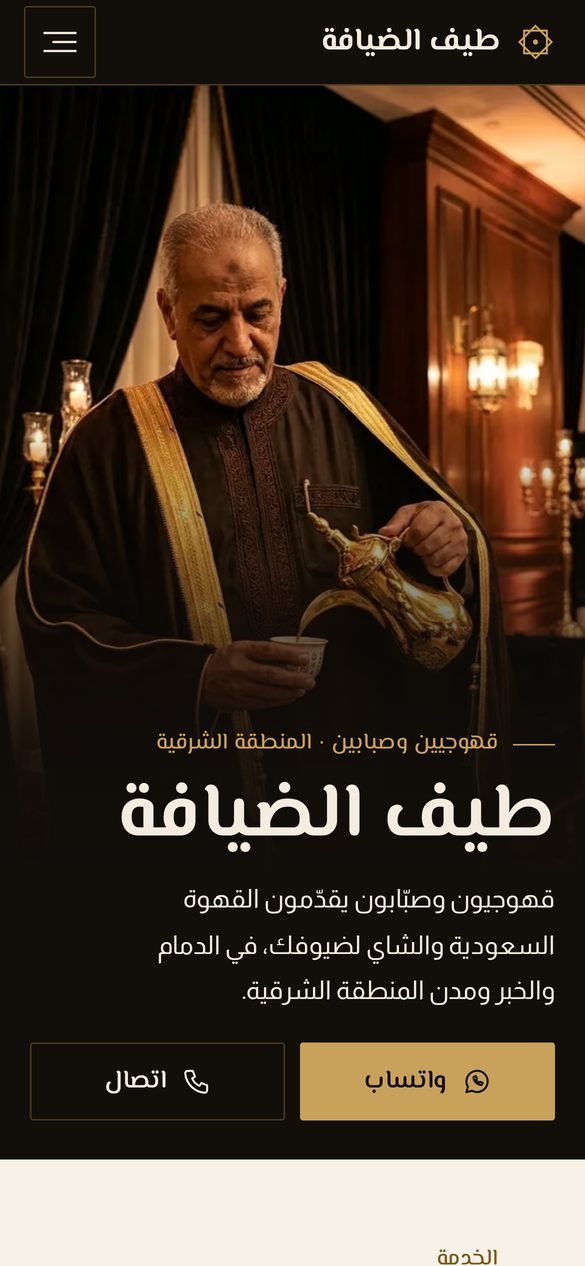 طيف الضيافة
قهوجيين وصبابين · المنطقة الشرقية
طيف الضيافة
قهوجيون وصبّابون يقدّمون القهوة
السعودية والشاي لضيوفك، في الدمام
والخبر ومدن المنطقة الشرقية.
واتساب
اتصال
الخدمة